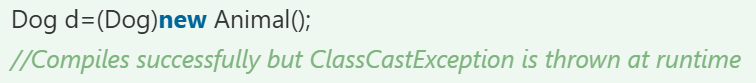 Dog d=(Dog)new Animal();
//Compiles successfully but ClassCastException is thrown at runtime